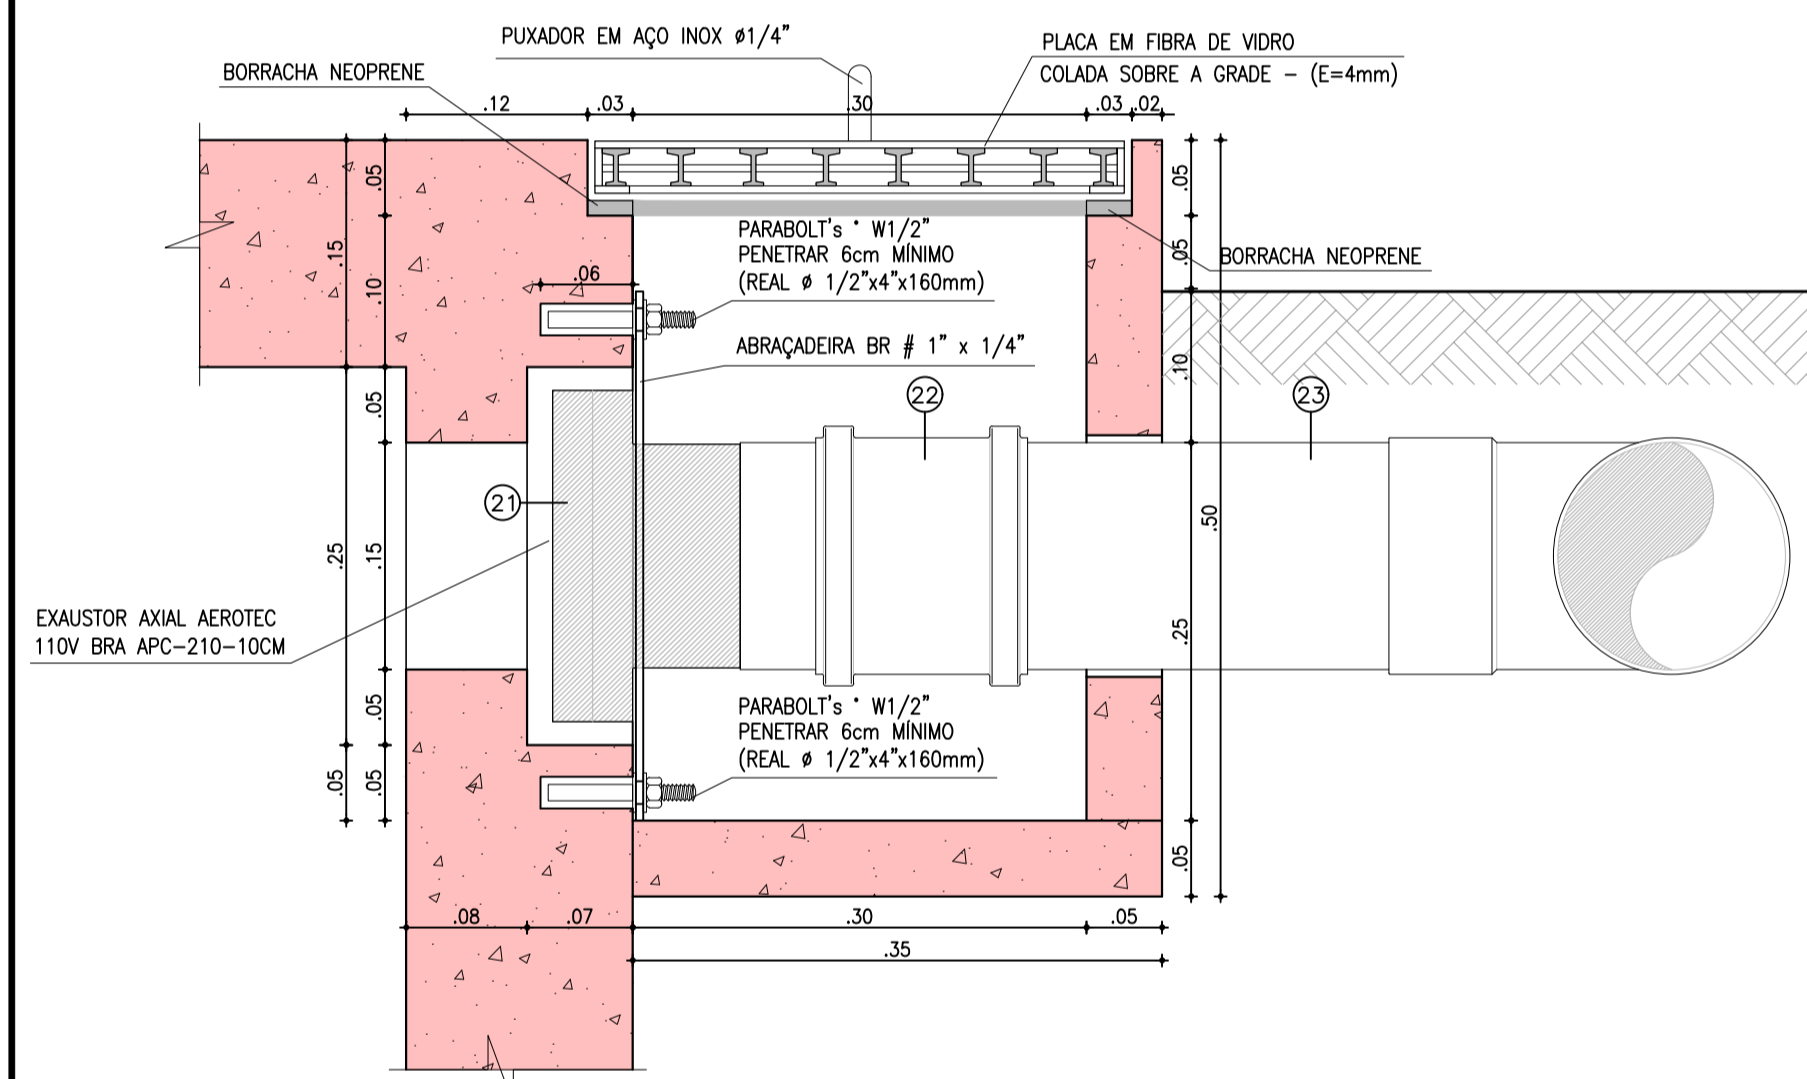 PUXADOR EM AÇO INOX ø1/4"
PLACA EM FIBRA DE VIDRO
COLADA SOBRE A GRADE - (E=4mm)
BORRACHA NEOPRENE
.12
.03
.30
.03
.02
.05
.05
.15
.10
.06
PARABOLT's ° W1/2"
PENETRAR 6cm MÍNIMO
(REAL ø 1/2"x4"x160mm)
.05
BORRACHA NEOPRENE
ABRAÇADEIRA BR # 1" x 1/4"
.10
22
23
.05
21
.25
.15
.50
EXAUSTOR AXIAL AEROTEC
110V BRA APC-210-10CM
.25
.05
PARABOLT's ° W1/2"
PENETRAR 6cm MÍNIMO
(REAL ø 1/2"x4"x160mm)
.05
.05
.05
.08
.07
.30
.05
.35